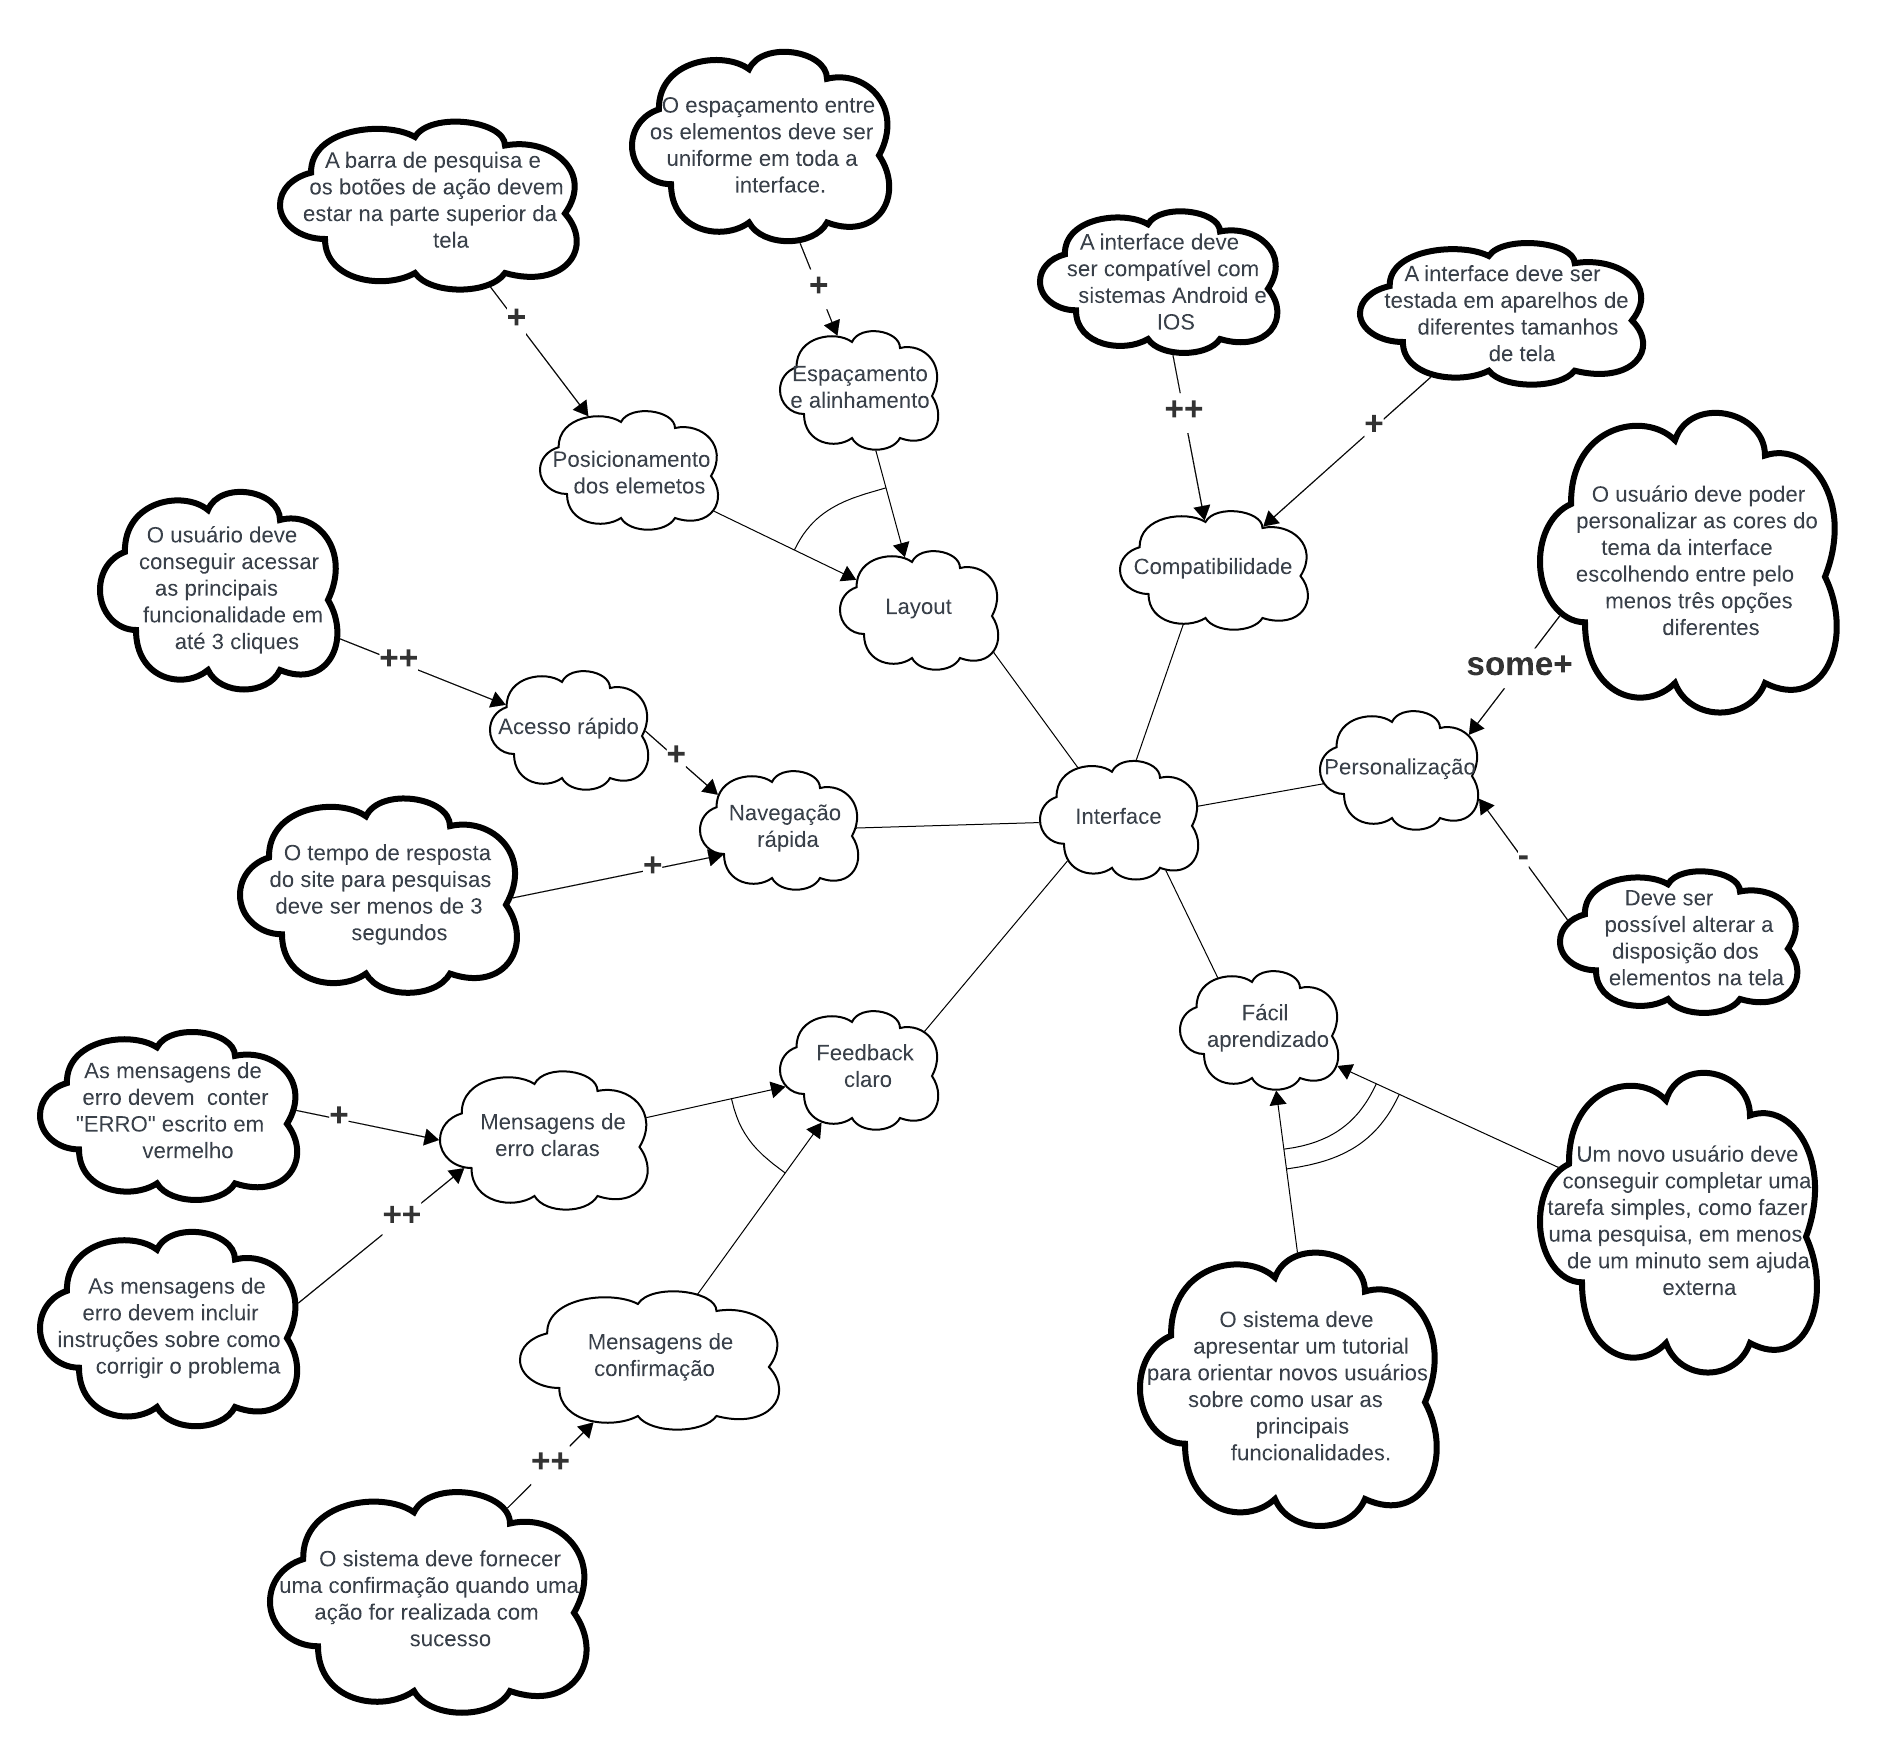 O espaçamento entre
os elementos deve ser
uniforme em toda a
interface.
A barra de pesquisa e
os botões de ação devem
estar na parte superior da
tela
A interface deve
ser compatível com
sistemas Android e
IOS
A interface deve ser
testada em aparelhos de
diferentes tamanhos
de tela
+
+
++
+
Espaçamento
e alinhamento
Posicionamento
dos elemetos
O usuário deve poder
personalizar as cores do
tema da interface
escolhendo entre pelo
menos três opções
diferentes
O usuário deve
conseguir acessar
as principais
funcionalidade em
até 3 cliques
Compatibilidade
Layout
++
some+
Acesso rápido
+
Personalização
Navegação
rápida
Interface
O tempo de resposta
do site para pesquisas
deve ser menos de 3
segundos
+
-
Deve ser
possível alterar a
disposição dos
elementos na tela
Fácil
aprendizado
Feedback
claro
As mensagens de
erro devem  conter
"ERRO" escrito em
vermelho
+
Mensagens de
erro claras
Um novo usuário deve
conseguir completar uma
tarefa simples, como fazer
uma pesquisa, em menos
de um minuto sem ajuda
externa
++
As mensagens de
erro devem incluir
instruções sobre como
corrigir o problema
Mensagens de
confirmação
O sistema deve
apresentar um tutorial
para orientar novos usuários
sobre como usar as
principais
funcionalidades.
++
O sistema deve fornecer
uma confirmação quando uma
ação for realizada com
sucesso